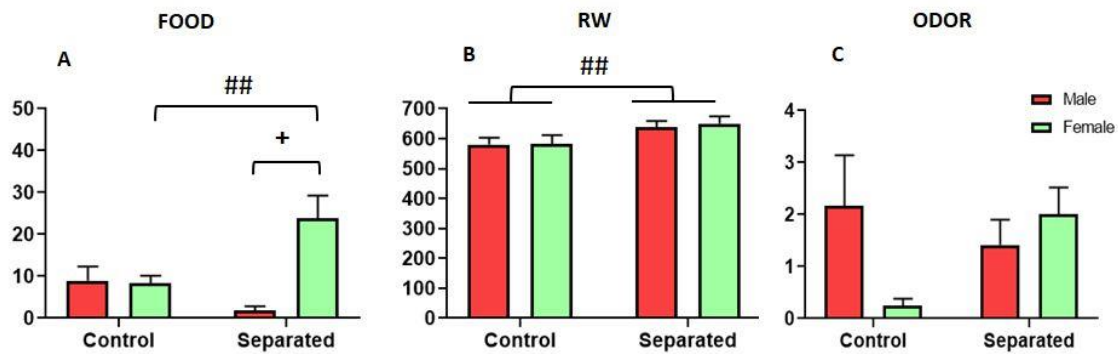 FOOD
RW
ODOR
A
B
C
##
##
+
50
40
30
20
10
0
Control
Separated
700
600
500
400
300
200
100
0
Control
Separated
4
3
2
1
0
Male
Female
Control
Separated